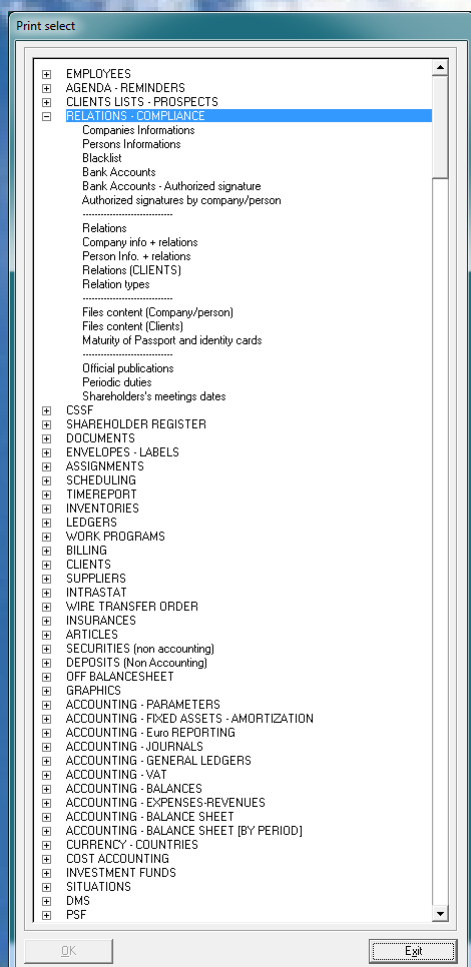 Print select
EMPLOYEES
AGENDA - REMINDERS
CLIENTS LISTS - PROSPECTS
RELATIONS - COMPLIANCE
Companies Informations
Persons Informations
Blacklist
Bank Accounts
Bank Accounts - Authorized signature
Authorized signatures by company/person
------------------------------
Relations
Company info + relations
Person Info. + relations
Relations (CLIENTS)
Relation types
------------------------------
Files content (Company/person)
Files content (Clients)
Maturity of Passport and identity cards
------------------------------
Official publications
Periodic duties
Shareholders's meetings dates
CSSF
SHAREHOLDER REGISTER
DOCUMENTS
ENVELOPES - LABELS
ASSIGNMENTS
SCHEDULING
TIMEREPORT
INVENTORIES
LEDGERS
WORK PROGRAMS
BILLING
CLIENTS
SUPPLIERS
INTRASTAT
WIRE TRANSFER ORDER
INSURANCES
ARTICLES
SECURITIES (non accounting)
DEPOSITS (Non Accounting)
OFF BALANCESHEET
GRAPHICS
ACCOUNTING - PARAMETERS
ACCOUNTING - FIXED ASSETS - AMORTIZATION
ACCOUNTING - Euro REPORTING
ACCOUNTING - JOURNALS
ACCOUNTING - GENERAL LEDGERS
ACCOUNTING - VAT
ACCOUNTING - BALANCES
ACCOUNTING - EXPENSES-REVENUES
ACCOUNTING - BALANCE SHEET
ACCOUNTING - BALANCE SHEET [BY PERIOD]
CURRENCY - COUNTRIES
COST ACCOUNTING
INVESTMENT FUNDS
SITUATIONS
DMS
PSF
OK Exit